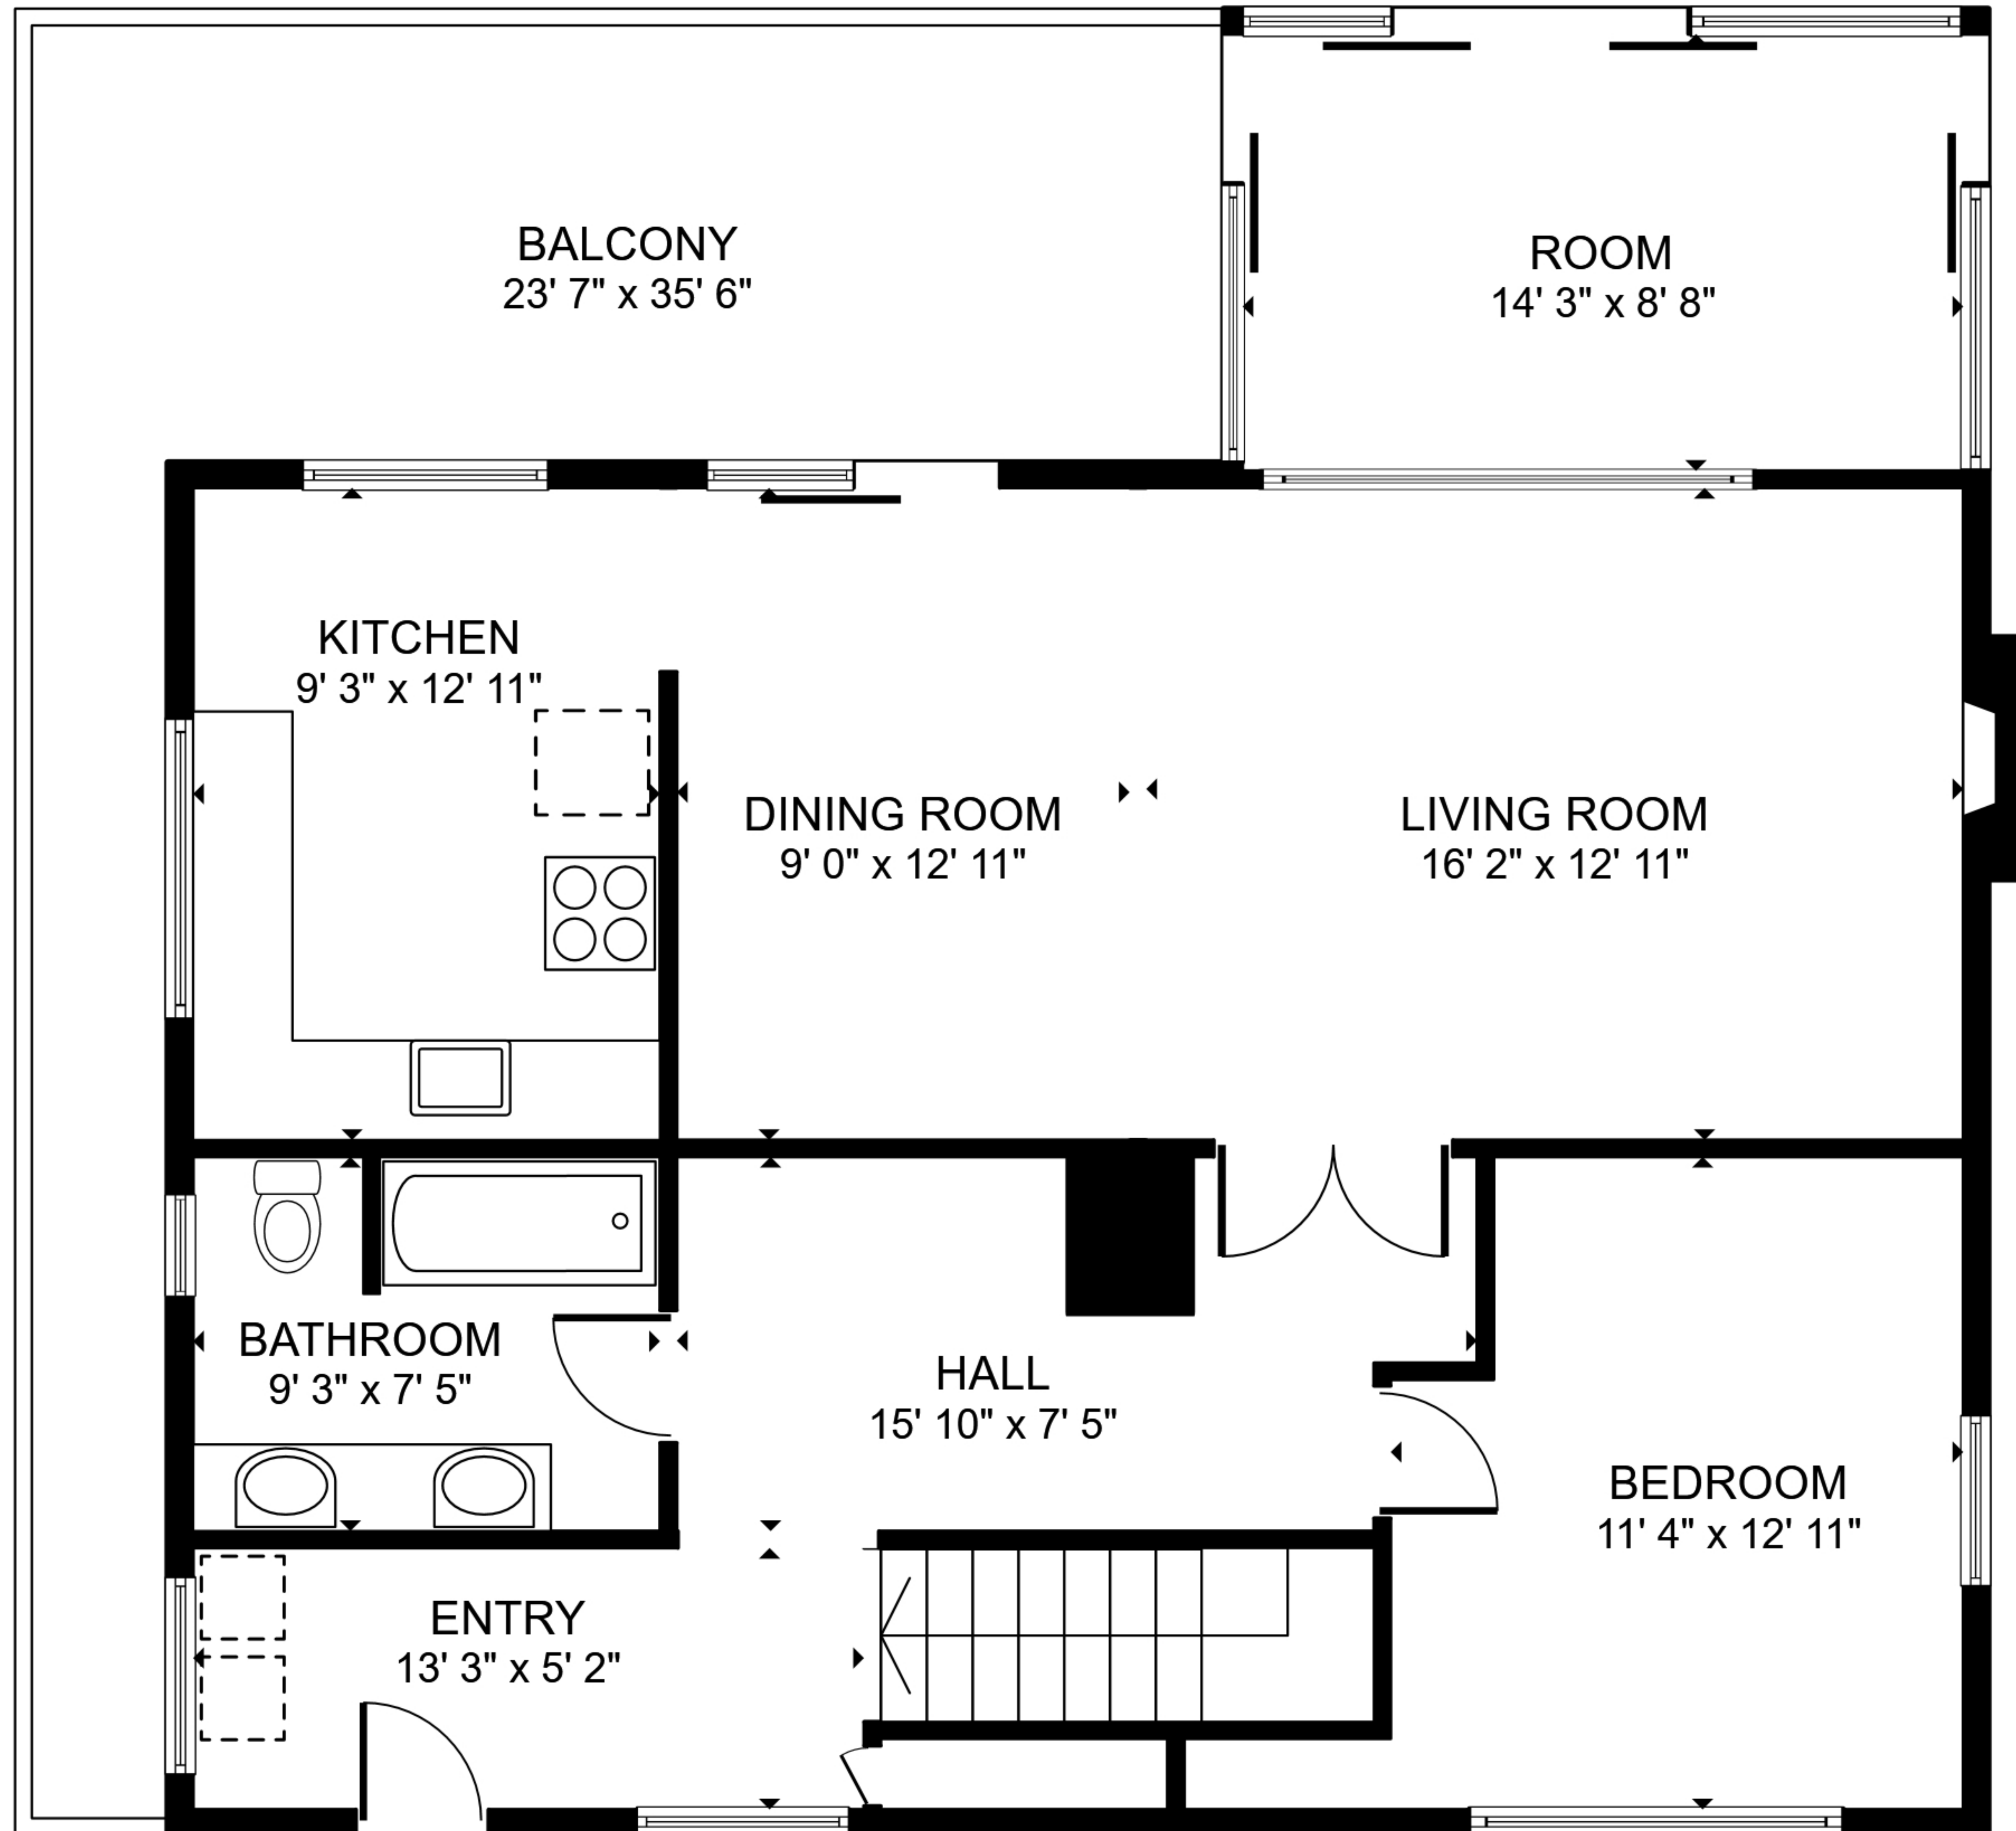 BALCONY
23' 7" x 35' 6"
ROOM
14' 3" x 8' 8"
KITCHEN
9' 3" x 12' 11"
DINING ROOM
9' 0" x 12' 11"
LIVING ROOM
16' 2" x 12' 11"
BATHROOM
9' 3" x 7' 5"
HALL
15' 10" x 7' 5"
BEDROOM
11' 4" x 12' 11"
ENTRY
13' 3" x 5' 2"